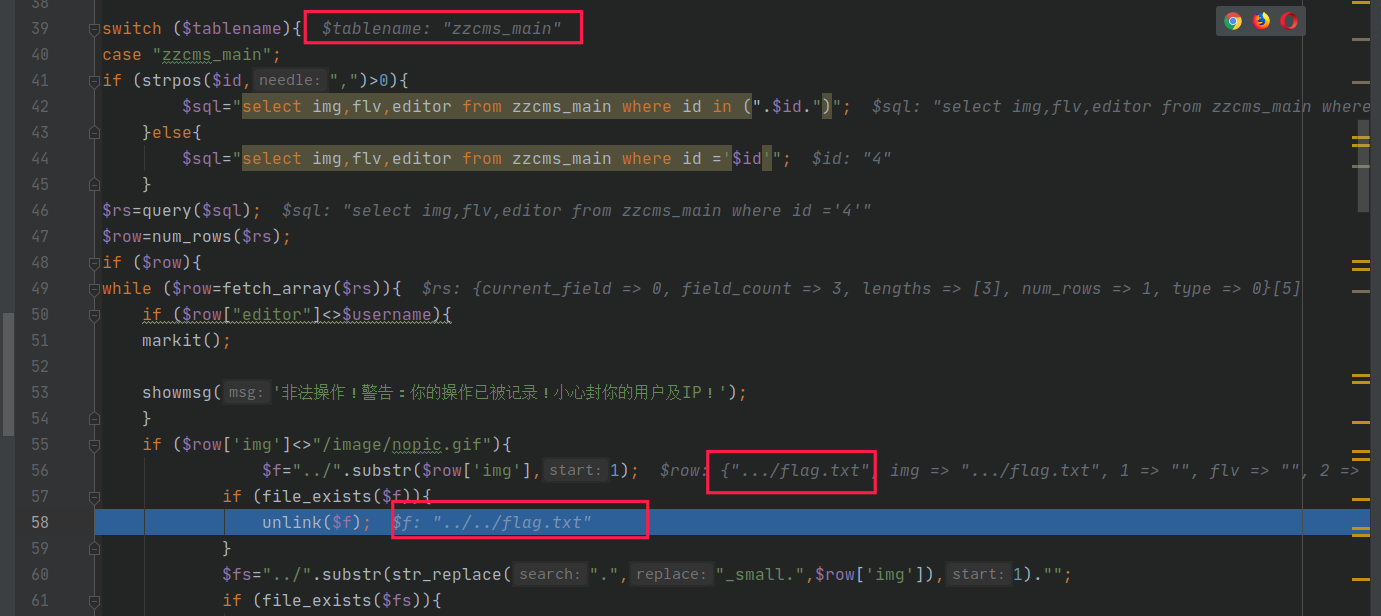 38
39 switch ($tablename){ $tablename: "zzcms_main"
40 case "zzcms_main";
41 if (strpos($id, needle: ",")>0){
42 $sql="select img,flv,editor from zzcms_main where id in (".$id.")"; $sql: "select img,flv,editor from zzcms_main where
43 }else{
44 $sql="select img,flv,editor from zzcms_main where id ='$id'"; $id: "4"
45 }
46 $rs=query($sql); $sql: "select img,flv,editor from zzcms_main where id ='4'"
47 $row=num_rows($rs);
48 if ($row){
49 while ($row=fetch_array($rs)){ $rs: {current_field => 0, field_count => 3, lengths => [3], num_rows => 1, type => 0}[5]
50 if ($row["editor"]<>$username){
51 markit();
52
53 showmsg( msg: '非法操作！警告：你的操作已被记录！小心封你的用户及IP！');
54 }
55 if ($row['img']<>"/image/nopic.gif"){
56 $f="../".substr($row['img'], start: 1); $row: {".../flag.txt", img => ".../flag.txt", 1 => "", flv => "", 2 =>
57 if (file_exists($f)){
58 unlink($f); $f: "../../flag.txt"
59 }
60 $fs="../".substr(str_replace( search: ".", replace: "_small.",$row['img']), start: 1)."";
61 if (file_exists($fs)){